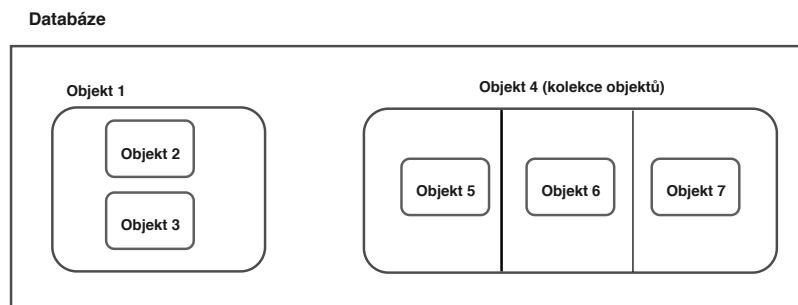 Databáze
Objekt 1
Objekt 4 (kolekce objektů)
Objekt 2
Objekt 3
Objekt 5
Objekt 6
Objekt 7